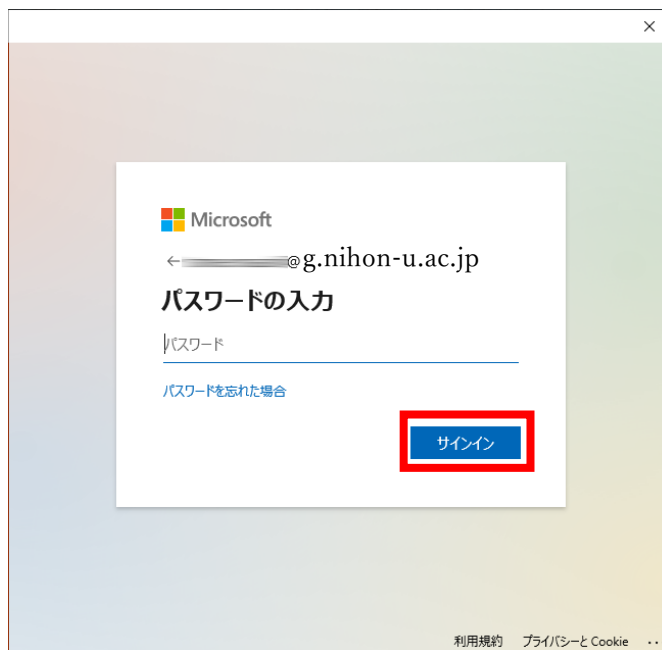 Microsoft
← @g.nihon-u.ac.jp
パスワードの入力
パスワード
パスワードを忘れた場合
サインイン
利用規約 プライバシーと Cookie ..